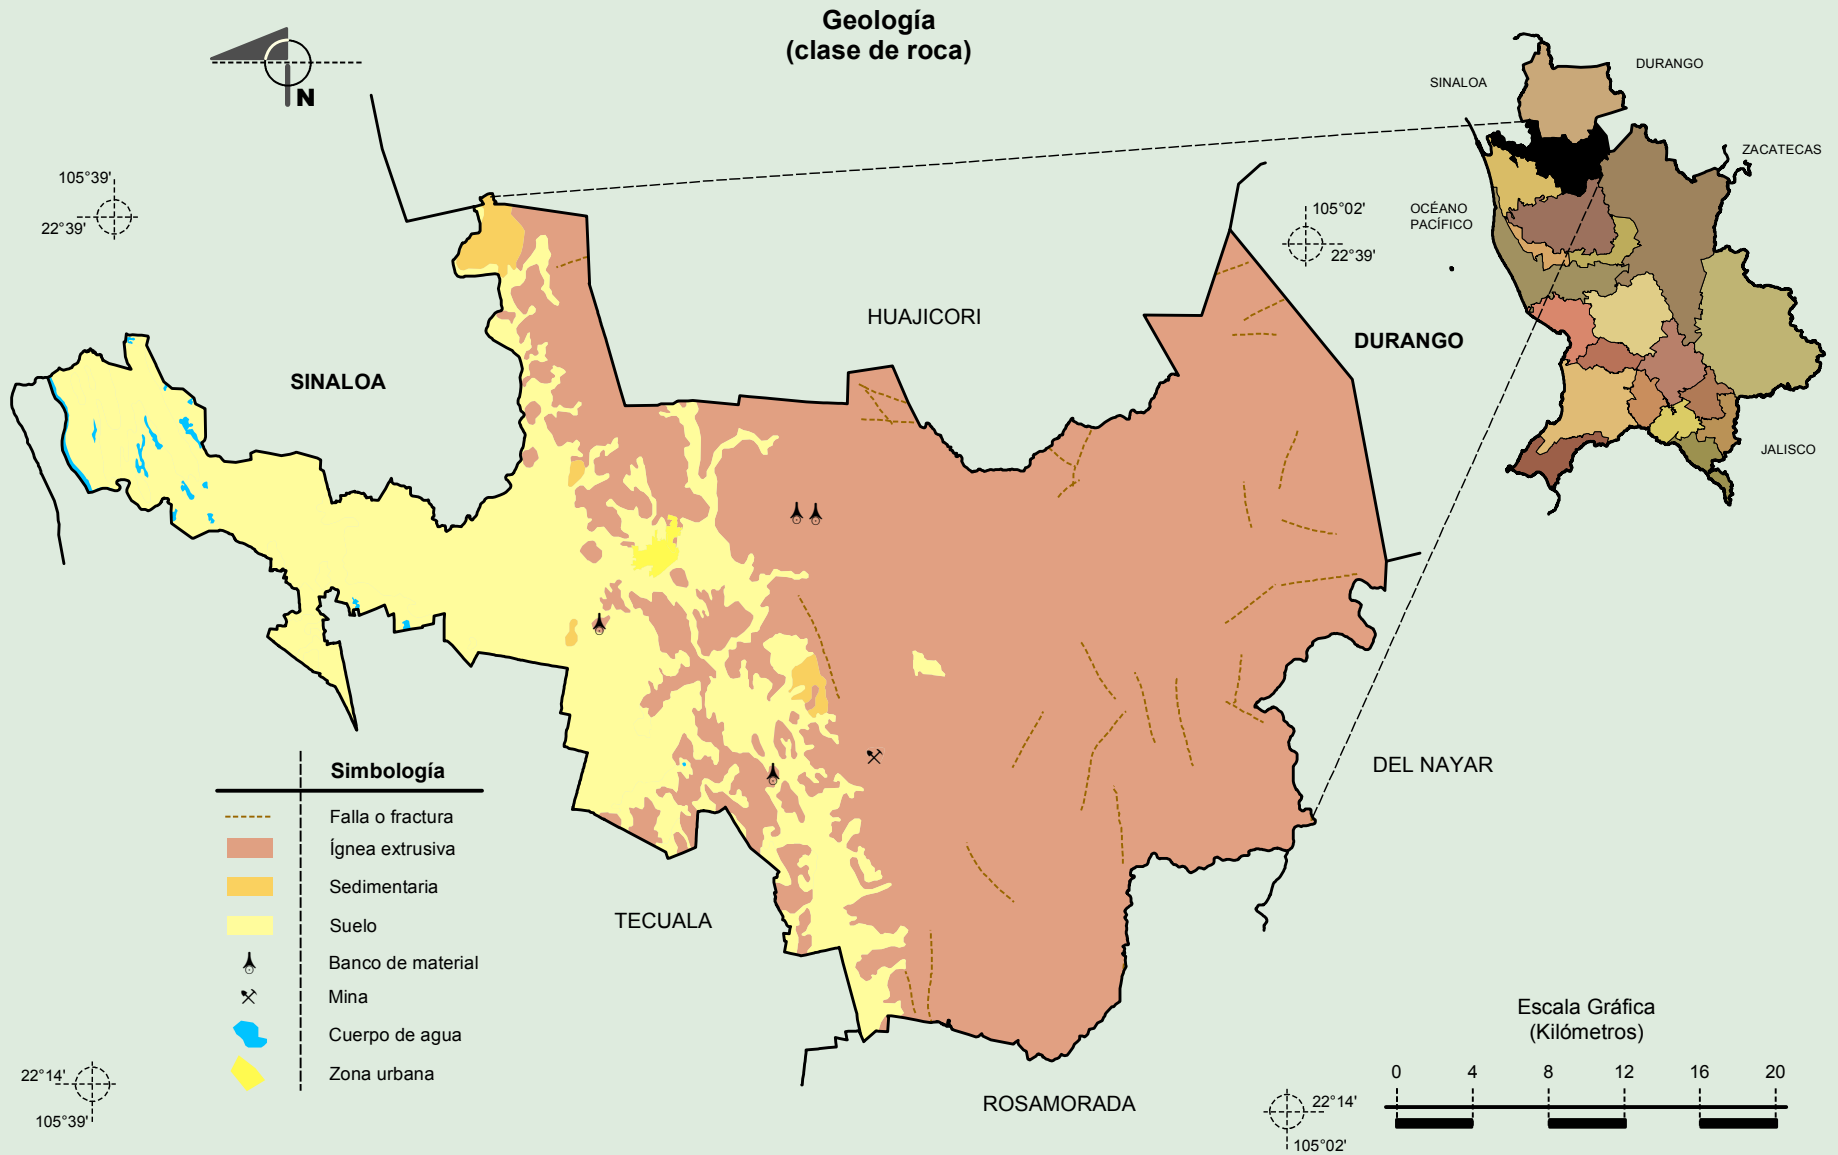 Geología
(clase de roca)
N
105°39'
22°39'
105°02'
22°39'
SINALOA
DURANGO
ZACATECAS
OCÉANO
PACÍFICO
JALISCO
HUAJICORI
DURANGO
SINALOA
DEL NAYAR
TECUALA
ROSAMORADA
Simbología
Falla o fractura
Ígnea extrusiva
Sedimentaria
Suelo
Banco de material
Mina
Cuerpo de agua
Zona urbana
22°14'
105°39'
22°14'
105°02'
Escala Gráfica
(Kilómetros)
0 4 8 12 16 20